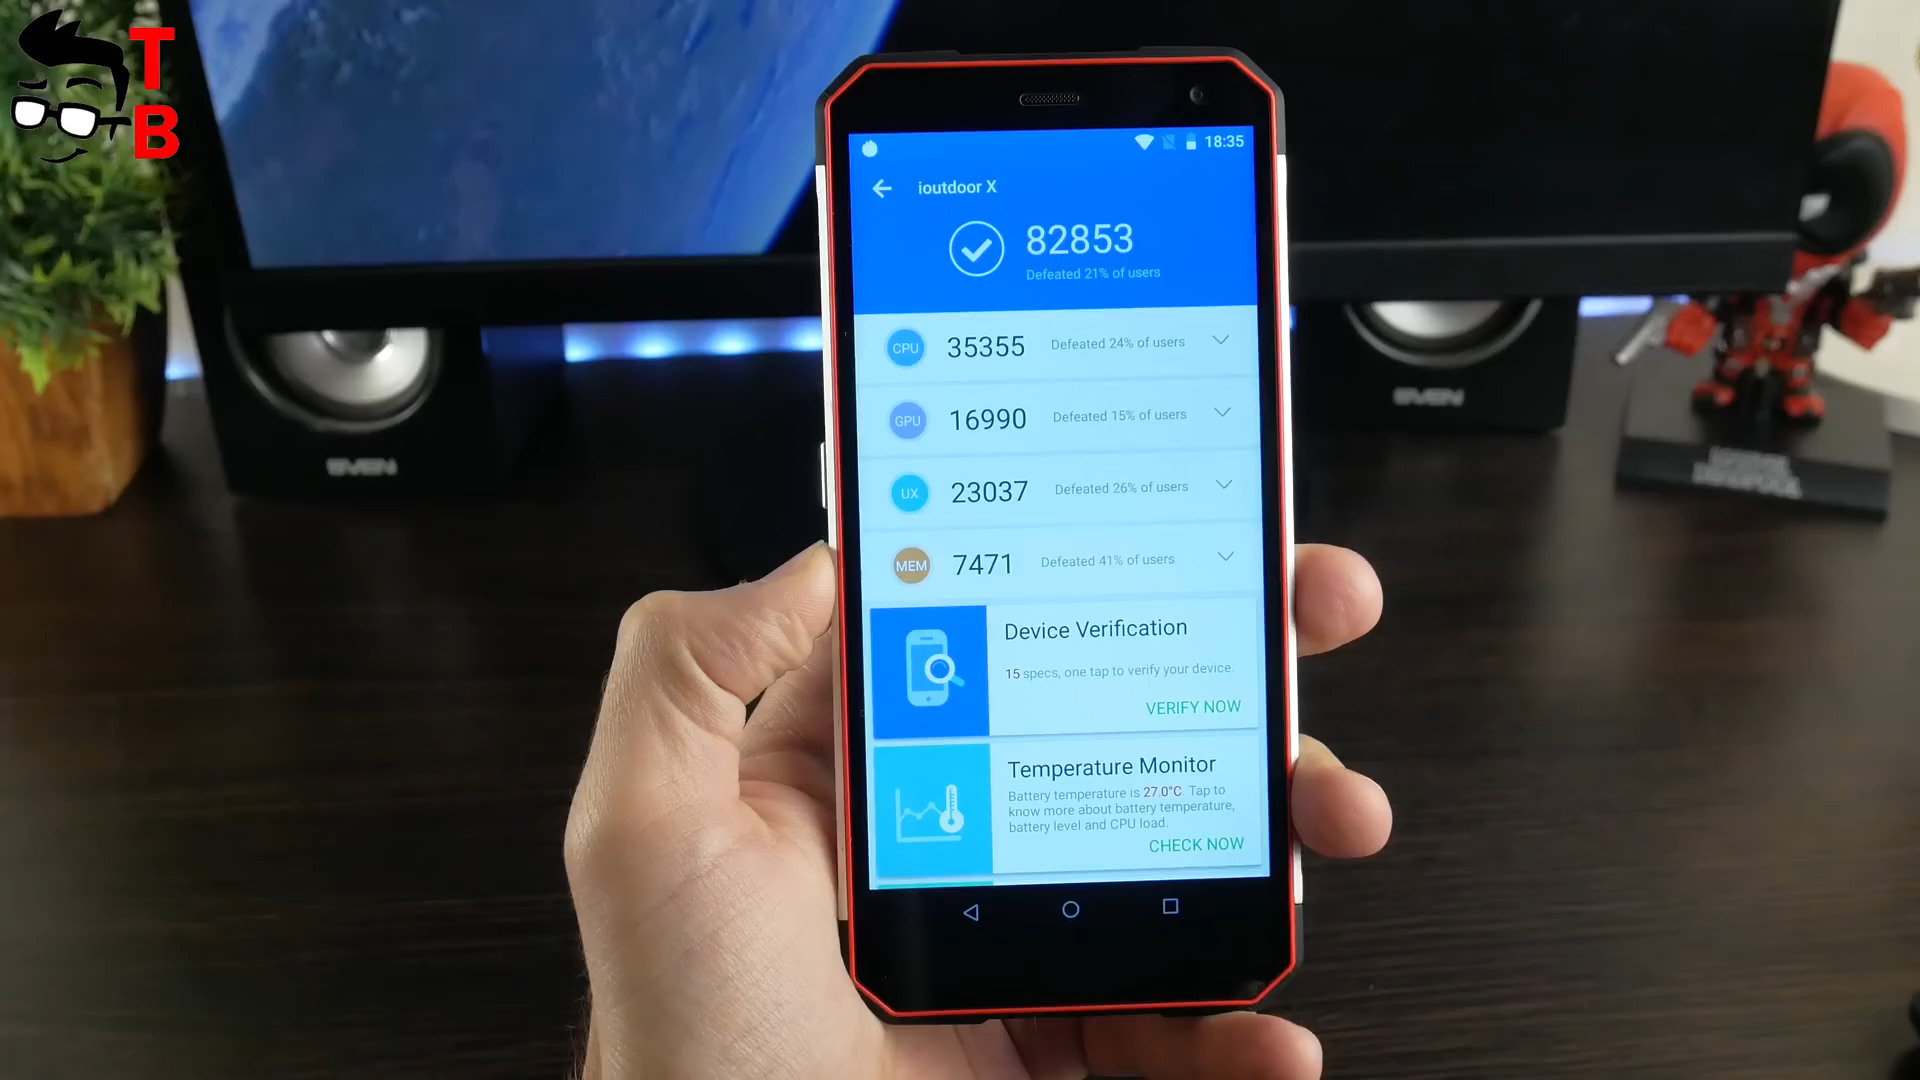 T
B
18:35
ioutdoor X
82853
Defeated 21% of users
CPU 35355 Defeated 24% of users
GPU 16990 Defeated 15% of users
UX 23037 Defeated 26% of users
MEM 7471 Defeated 41% of users
Device Verification
15 specs, one tap to verify your device.
VERIFY NOW
Temperature Monitor
Battery temperature is 27.0°C. Tap to
know more about battery temperature,
battery level and CPU load.
CHECK NOW
SVEN
SVEN
MARVEL
DEADPOOL